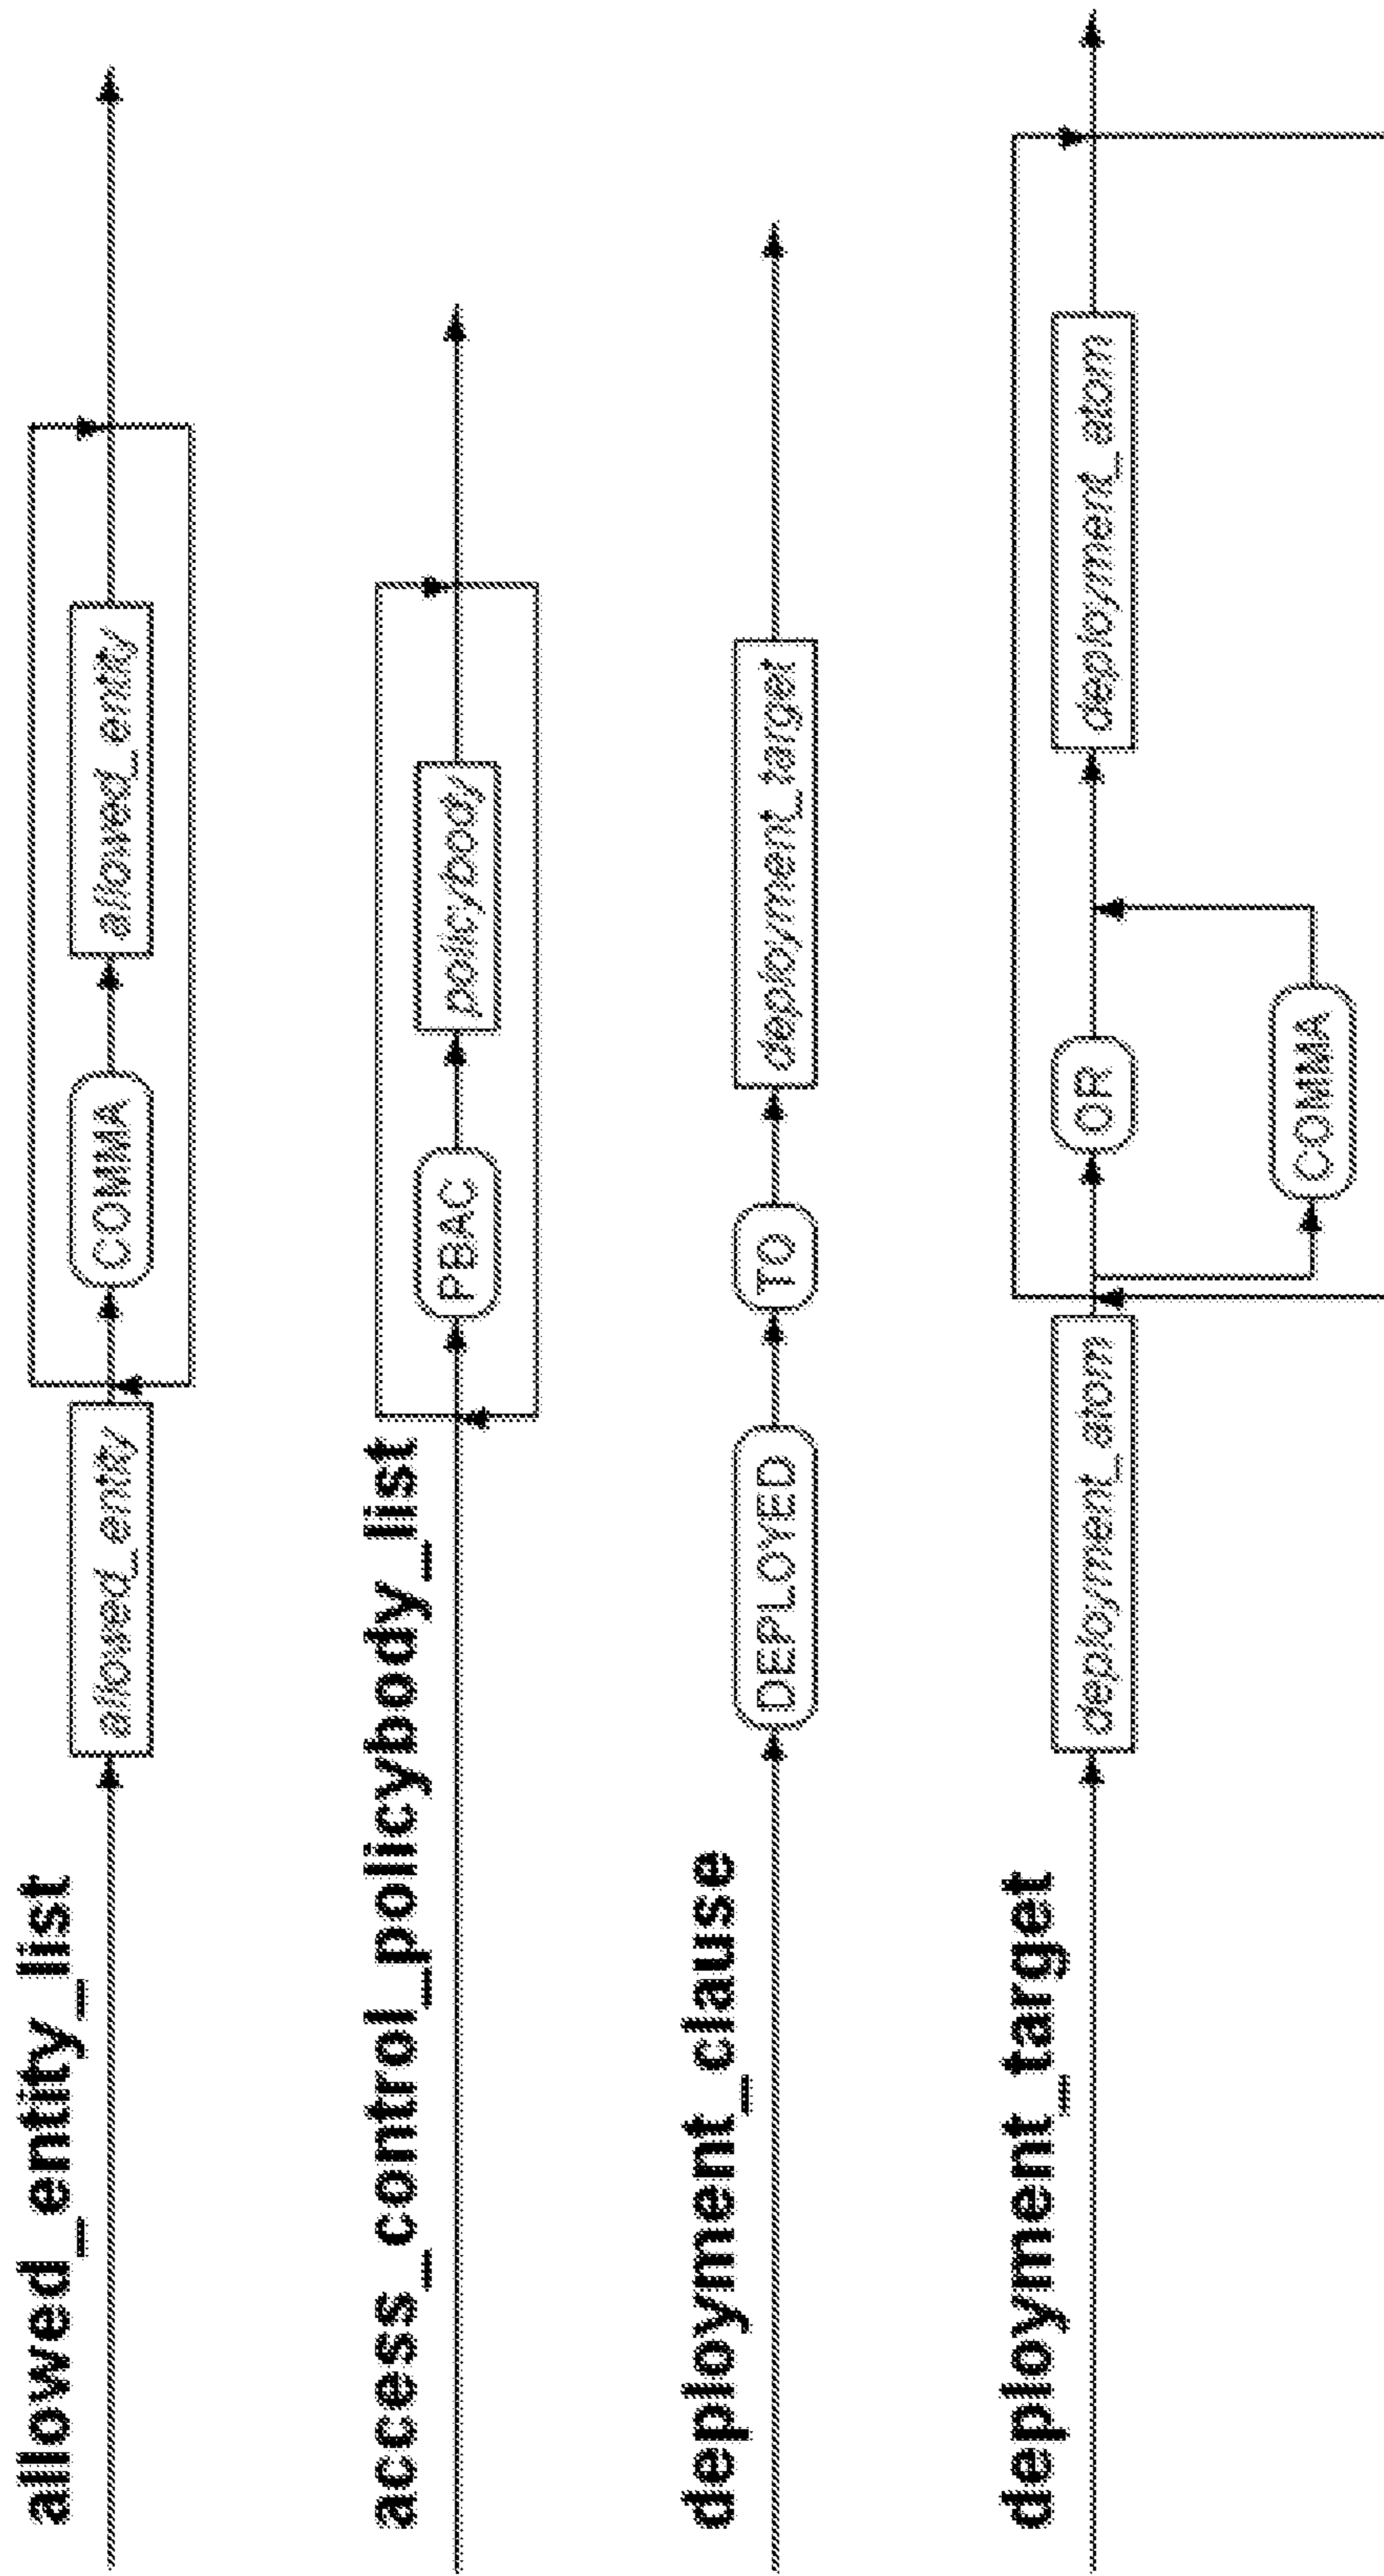 allowed_entity_list
allowed_entity COMMA allowed_entity
access_control_policybody_list
PBAC policybody
deployment_clause
DEPLOYED TO deployment_target
deployment_target
deployment_atom OR deployment_atom
COMMA